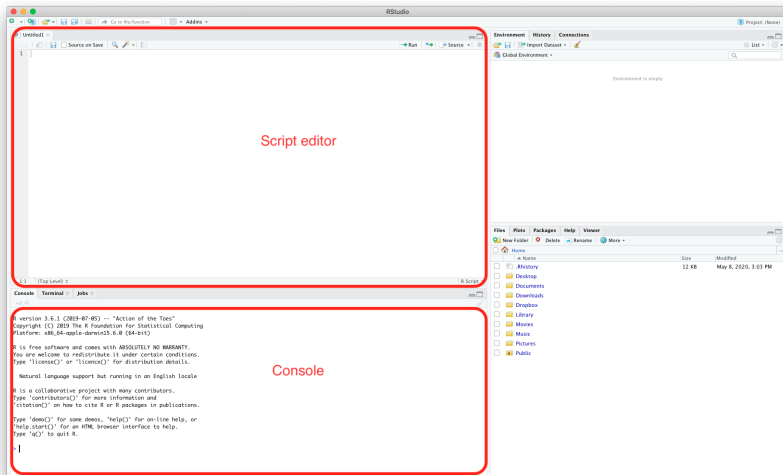 RStudio
Go to file/function
Addins
Project: (None)
Untitled1
Source on Save
Run
Source
1
Script editor
1:1
(Top Level)
R Script
Environment History Connections
Import Dataset
List
Global Environment
Environment is empty
Files Plots Packages Help Viewer
New Folder Delete Rename More
Home
Name Size Modified
.Rhistory 12 KB May 8, 2020, 3:03 PM
Desktop
Documents
Downloads
Dropbox
Library
Movies
Music
Pictures
Public
Console Terminal Jobs
~/
R version 3.6.1 (2019-07-05) -- "Action of the Toes"
Copyright (C) 2019 The R Foundation for Statistical Computing
Platform: x86_64-apple-darwin15.6.0 (64-bit)
R is free software and comes with ABSOLUTELY NO WARRANTY.
You are welcome to redistribute it under certain conditions.
Type 'license()' or 'licence()' for distribution details.
Natural language support but running in an English locale
R is a collaborative project with many contributors.
Type 'contributors()' for more information and
'citation()' on how to cite R or R packages in publications.
Type 'demo()' for some demos, 'help()' for on-line help, or
'help.start()' for an HTML browser interface to help.
Type 'q()' to quit R.
>
Console